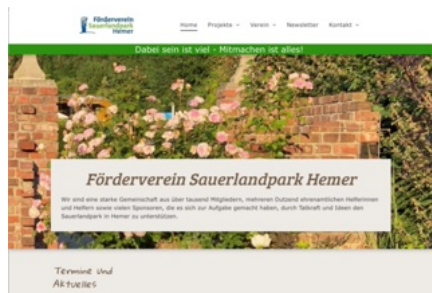 Förderverein
Sauerlandpark
Hemer
Home Projekte Verein Newsletter Kontakt
Dabei sein ist viel - Mitmachen ist alles!
Förderverein Sauerlandpark Hemer
Wir sind eine starke Gemeinschaft aus über tausend Mitgliedern, mehreren Dutzend ehrenamtlichen Helferinnen
und Helfern sowie vielen Sponsoren, die es sich zur Aufgabe gemacht haben, durch Tatkraft und Ideen den
Sauerlandpark in Hemer zu unterstützen.
Termine und
Aktuelles